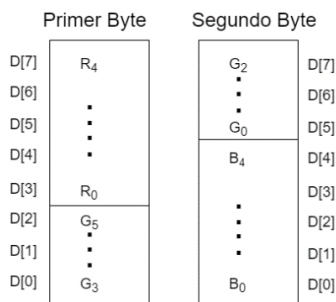 Primer Byte Segundo Byte
D[7] R4 G2 D[7]
D[6] D[6]
D[5] G0 D[5]
D[4] B4 D[4]
D[3] R0 D[3]
D[2] G5 D[2]
D[1] D[1]
D[0] G3 B0 D[0]